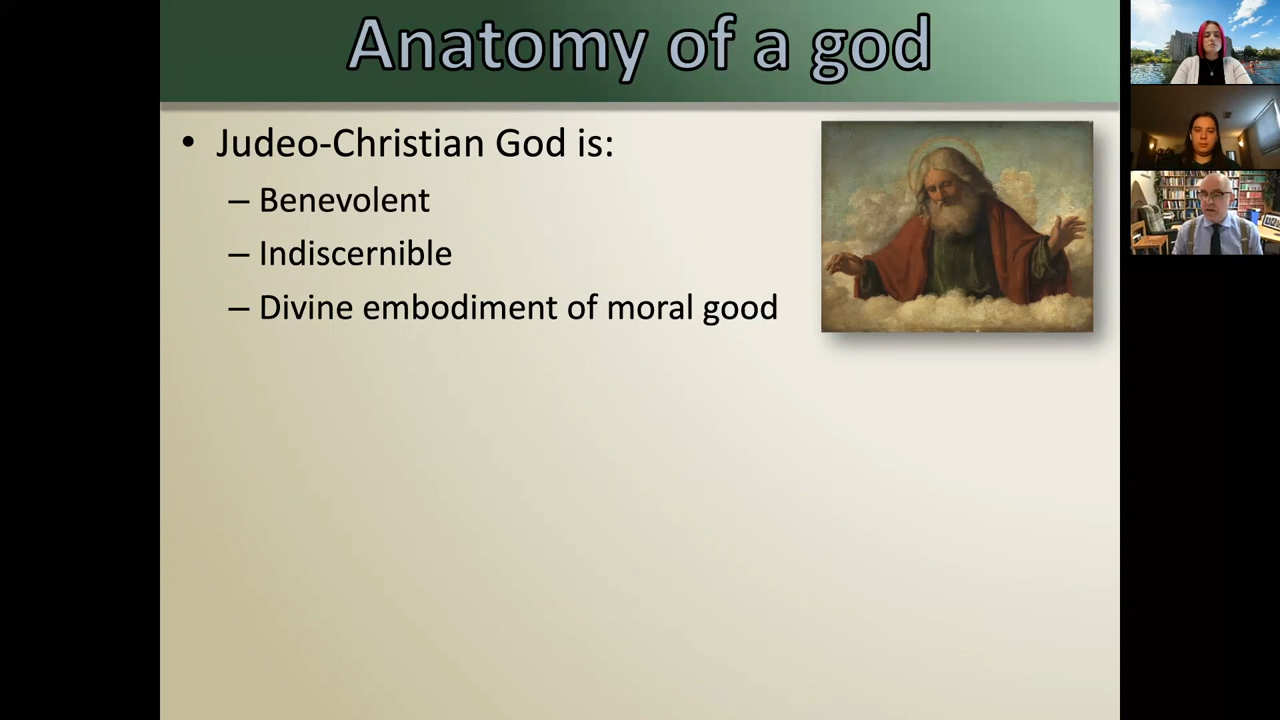 Anatomy of a god
• Judeo-Christian God is:
– Benevolent
– Indiscernible
– Divine embodiment of moral good